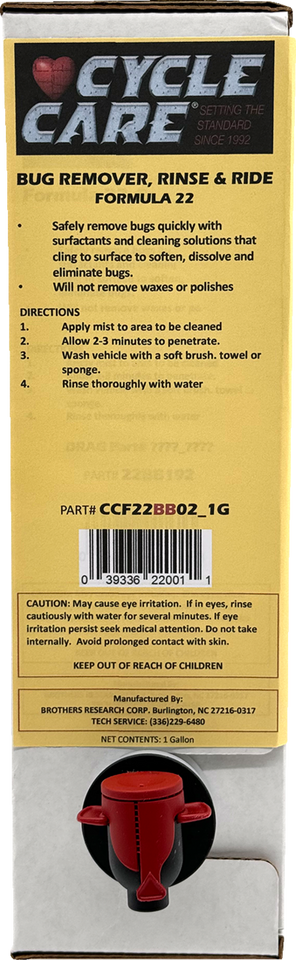 CYCLE
CARE®
SETTING THE
STANDARD
SINCE 1992
BUG REMOVER, RINSE & RIDE
FORMULA 22
• Safely remove bugs quickly with
surfactants and cleaning solutions that
cling to surface to soften, dissolve and
eliminate bugs.
• Will not remove waxes or polishes
DIRECTIONS
1. Apply mist to area to be cleaned
2. Allow 2-3 minutes to penetrate.
3. Wash vehicle with a soft brush. towel or
sponge.
4. Rinse thoroughly with water
PART# CCF22BB02_1G
0 39336 22001 1
CAUTION: May cause eye irritation. If in eyes, rinse
cautiously with water for several minutes. If eye
irritation persist seek medical attention. Do not take
internally. Avoid prolonged contact with skin.
KEEP OUT OF REACH OF CHILDREN
Manufactured By:
BROTHERS RESEARCH CORP. Burlington, NC 27216-0317
TECH SERVICE: (336)229-6480
NET CONTENTS: 1 Gallon